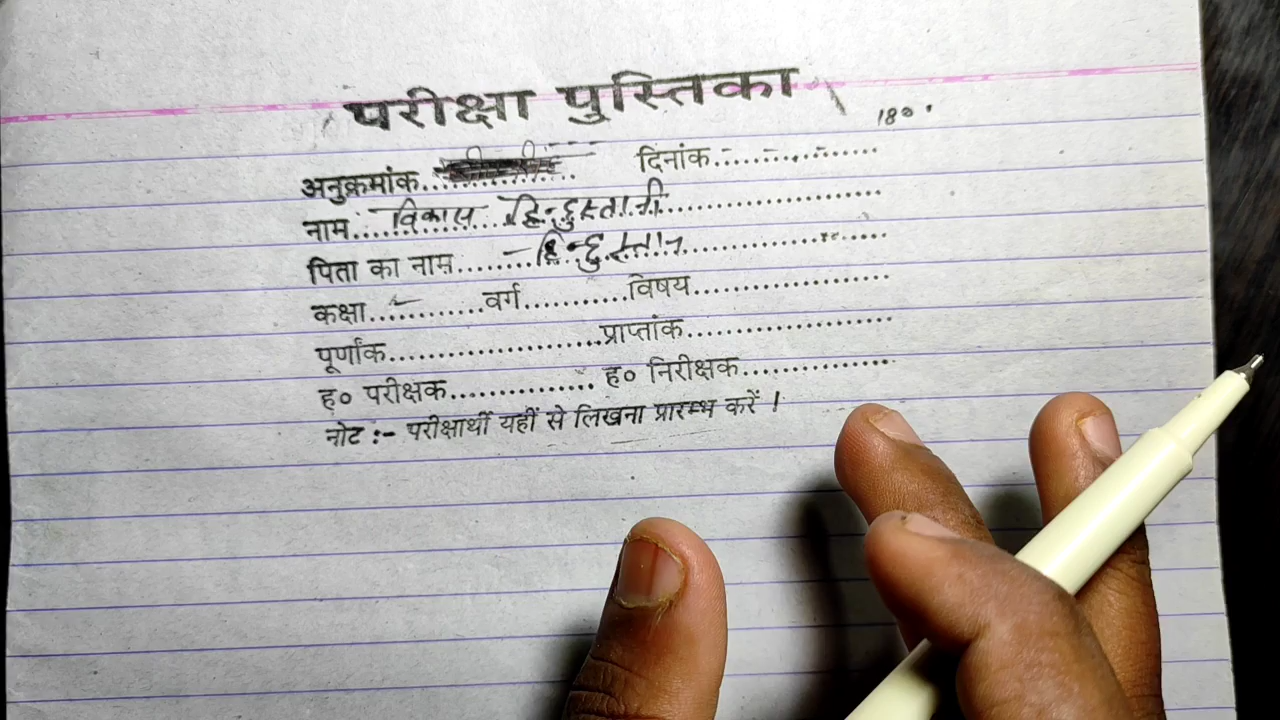 परीक्षा पुस्तिका
180
अनुक्रमांक.................. दिनांक..................
नाम.... विकास हिन्दुस्तानी..................
पिता का नाम....... हिन्दुस्तान..................
कक्षा............वर्ग...........विषय..................
पूर्णांक......................प्राप्तांक..................
ह० परीक्षक............... ह० निरीक्षक...............
नोट :- परीक्षार्थी यहीं से लिखना प्रारम्भ करें !